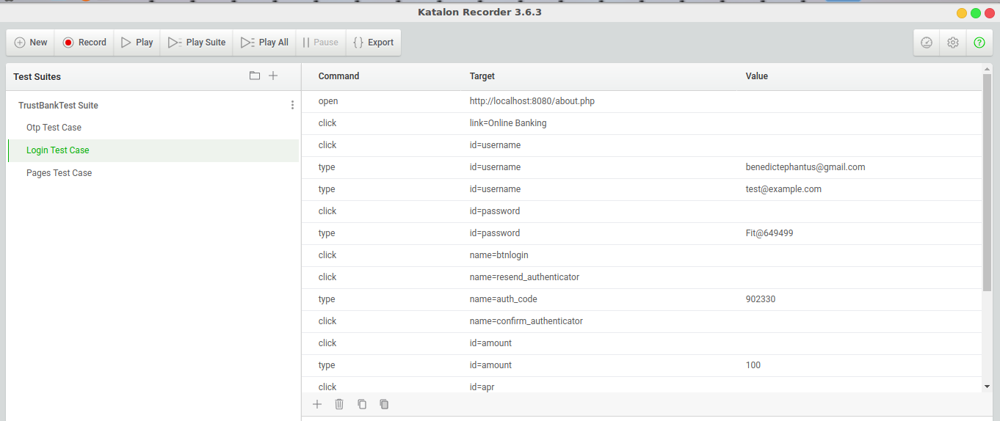 Katalon Recorder 3.6.3
New Record Play Play Suite Play All Pause Export
Test Suites
TrustBankTest Suite
Otp Test Case
Login Test Case
Pages Test Case
Command Target Value
open http://localhost:8080/about.php
click link=Online Banking
click id=username
type id=username benedictephantus@gmail.com
type id=username test@example.com
click id=password
type id=password Fit@649499
click name=btnlogin
click name=resend_authenticator
type name=auth_code 902330
click name=confirm_authenticator
click id=amount
type id=amount 100
click id=apr